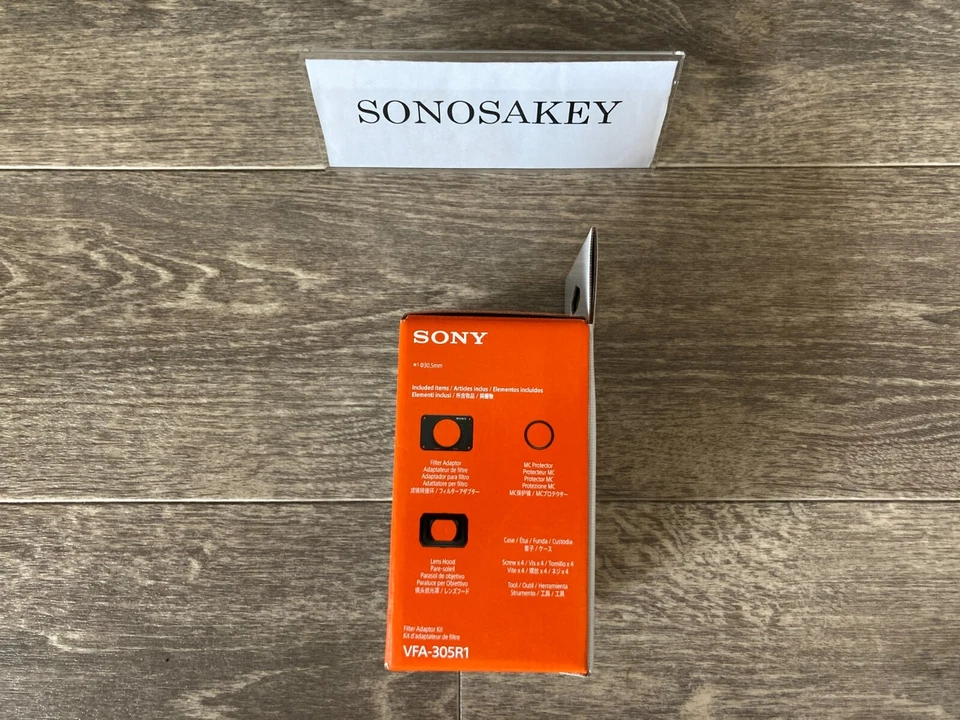 SONOSAKEY
SONY
*1 Φ30.5mm
Included Items / Articles inclus / Elementos incluidos
Elementi inclusi / 所含物品 / 同梱物
SONY
Filter Adaptor
Adaptateur de filtre
Adaptador para filtro
Adattatore per filtro
滤镜转接环 / フィルターアダプター
MC Protector
Protecteur MC
Protector MC
Protezione MC
MC保护镜 / MCプロテクター
Lens Hood
Pare-soleil
Parasol de objetivo
Paraluce per Obiettivo
镜头遮光罩 / レンズフード
Case / Étui / Funda / Custodia
套子 / ケース
Screw x 4 / Vis x 4 / Tornillo x 4
Vite x 4 / 螺丝 x 4 / ネジ x 4
Tool / Outil / Herramienta
Strumento / 工具 / 工具
Filter Adaptor Kit
Kit d'adaptateur de filtre
VFA-305R1